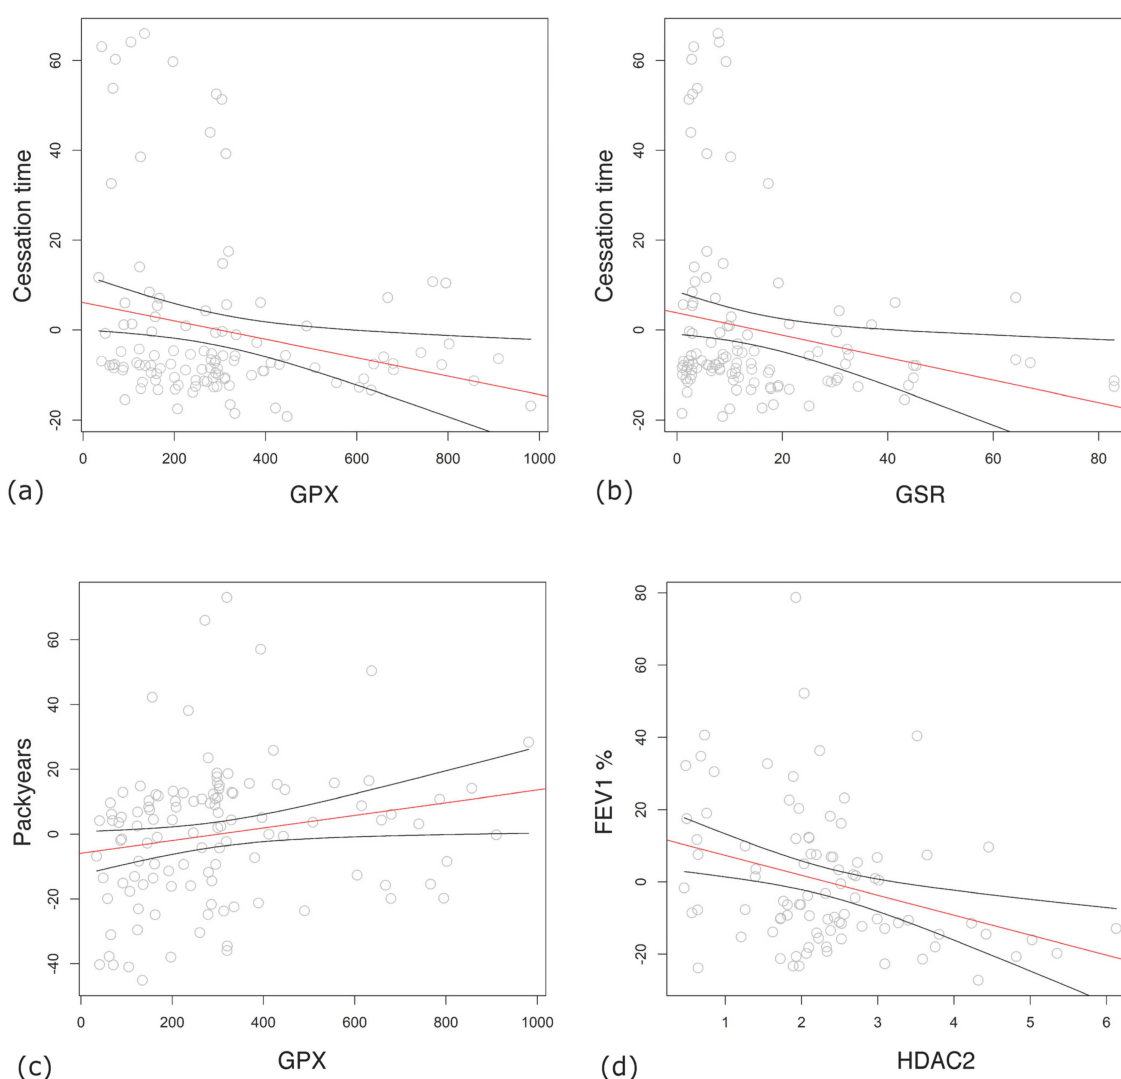 Cessation time
-20 0 20 40 60
0 200 400 600 800 1000
GPX
(a)
Cessation time
-20 0 20 40 60
0 20 40 60 80
GSR
(b)
Packyears
-40 -20 0 20 40 60
0 200 400 600 800 1000
GPX
(c)
FEV1 %
-20 0 20 40 60 80
1 2 3 4 5 6
HDAC2
(d)